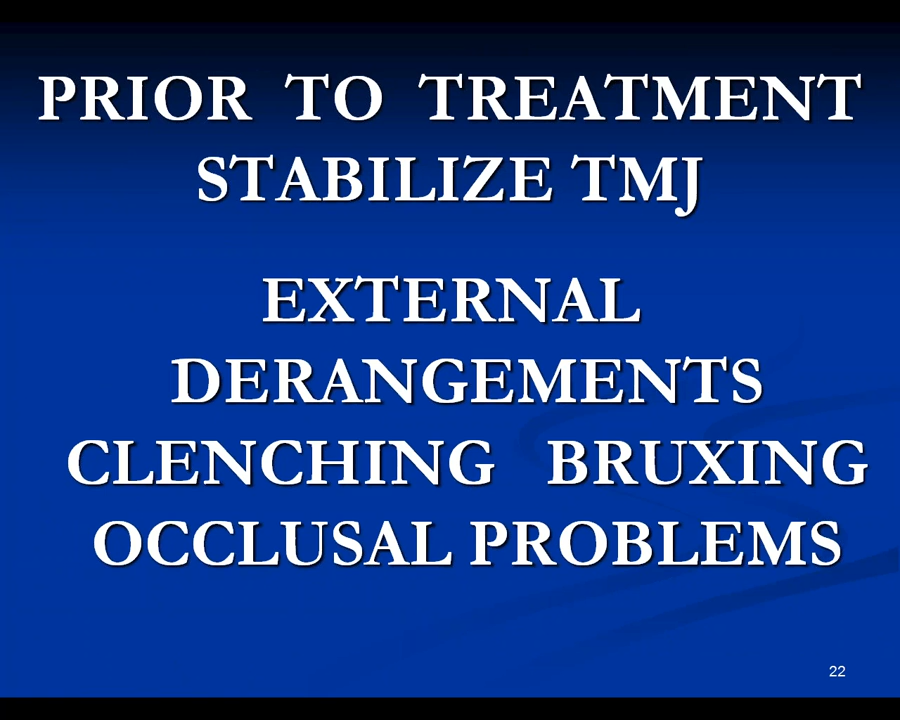 PRIOR TO TREATMENT
STABILIZE TMJ
EXTERNAL
DERANGEMENTS
CLENCHING BRUXING
OCCLUSAL PROBLEMS
22